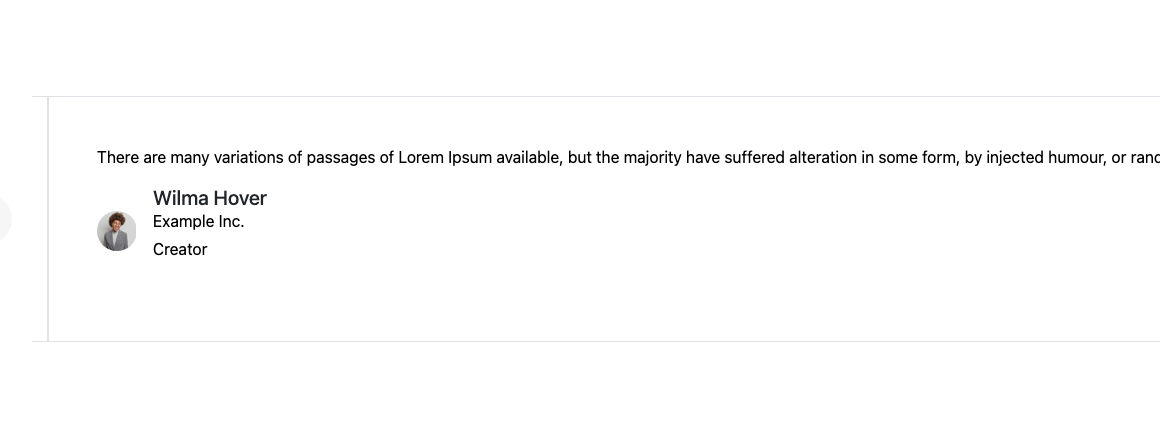 There are many variations of passages of Lorem Ipsum available, but the majority have suffered alteration in some form, by injected humour, or
Wilma Hover
Example Inc.
Creator